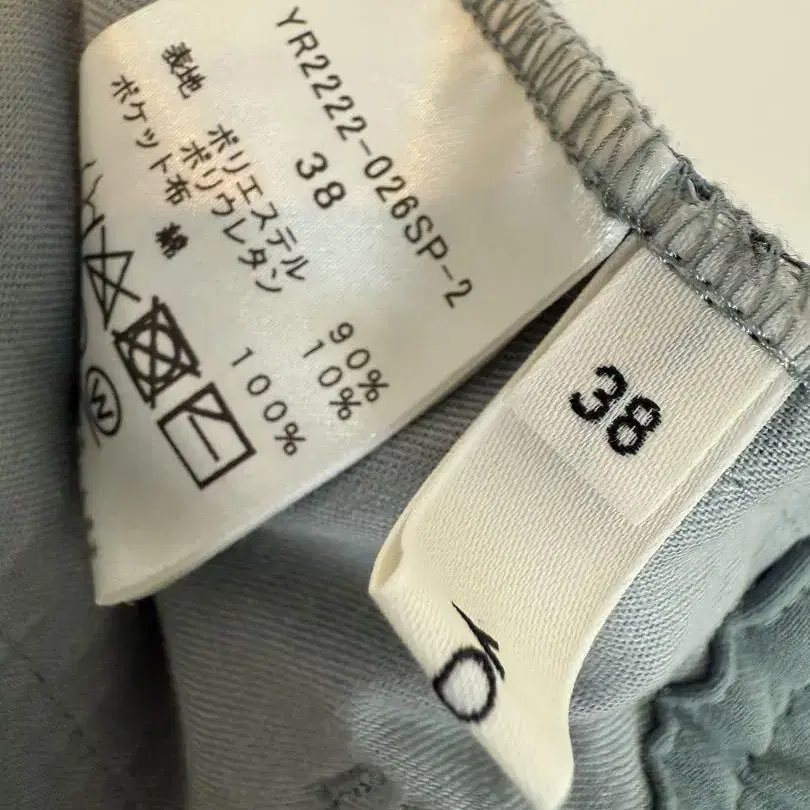 YR2222-026SP-2
38
表地 ポリエステル 90%
ポリウレタン 10%
ポケット布 綿 100%
W
38